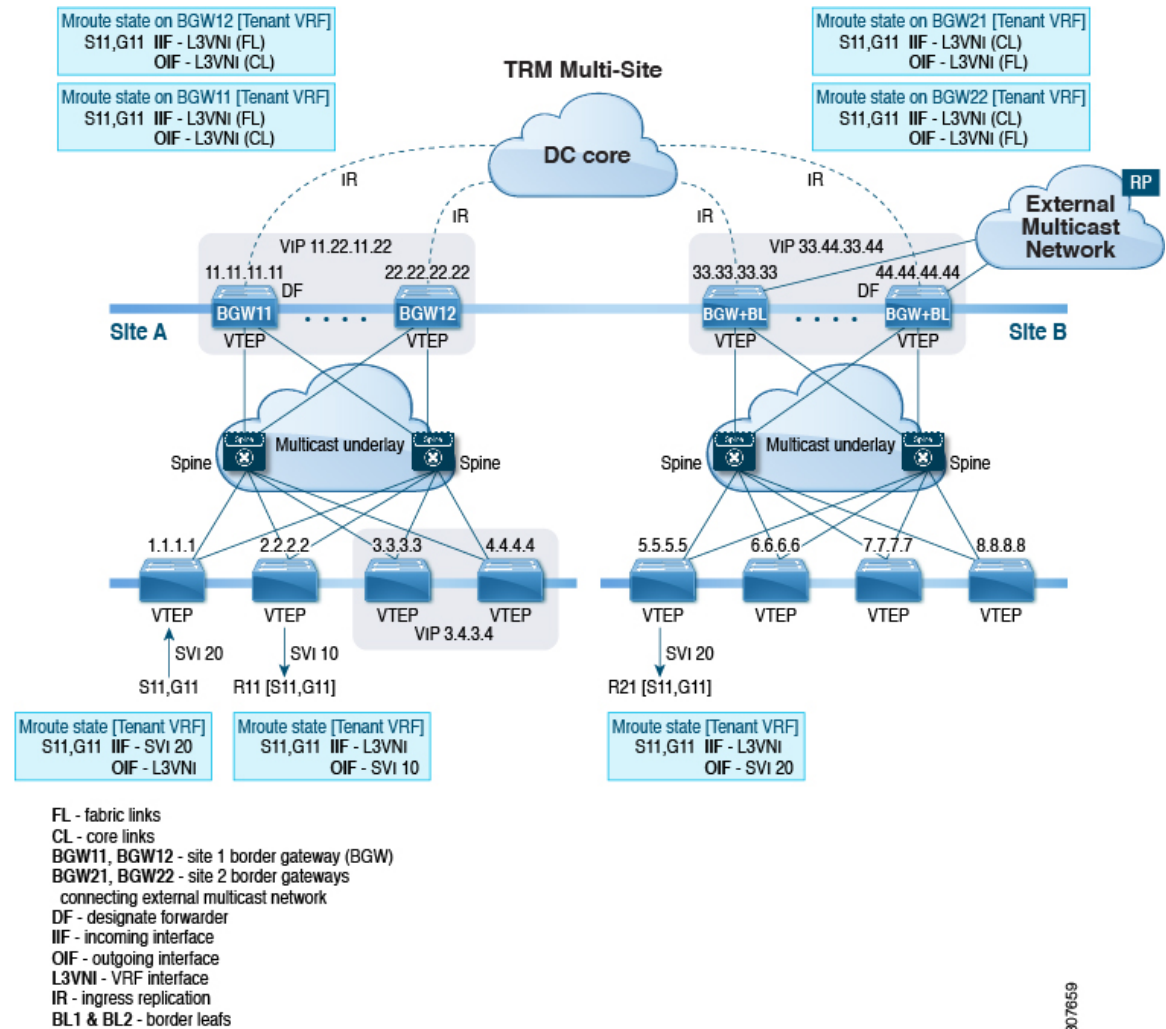 Mroute state on BGW12 [Tenant VRF]
S11,G11 IIF - L3VNI (FL)
OIF - L3VNI (CL)
Mroute state on BGW11 [Tenant VRF]
S11,G11 IIF - L3VNI (FL)
OIF - L3VNI (CL)
TRM Multi-Site
Mroute state on BGW21 [Tenant VRF]
S11,G11 IIF - L3VNI (CL)
OIF - L3VNI (FL)
Mroute state on BGW22 [Tenant VRF]
S11,G11 IIF - L3VNI (CL)
OIF - L3VNI (FL)
DC core
IR
IR
IR
IR
RP
External
Multicast
Network
VIP 11.22.11.22
11.11.11.11
22.22.22.22
DF
BGW11
BGW12
VTEP
VTEP
Site A
VIP 33.44.33.44
33.33.33.33
44.44.44.44
DF
BGW+BL
BGW+BL
VTEP
VTEP
Site B
Spine
Spine
Multicast underlay
Spine
Spine
Spine
Spine
Multicast underlay
Spine
Spine
1.1.1.1
2.2.2.2
3.3.3.3
4.4.4.4
5.5.5.5
6.6.6.6
7.7.7.7
8.8.8.8
VTEP
VTEP
VTEP
VTEP
VIP 3.4.3.4
VTEP
VTEP
VTEP
VTEP
SVI 20
SVI 10
SVI 20
S11,G11
R11 [S11,G11]
R21 [S11,G11]
Mroute state [Tenant VRF]
S11,G11 IIF - SVI 20
OIF - L3VNI
Mroute state [Tenant VRF]
S11,G11 IIF - L3VNI
OIF - SVI 10
Mroute state [Tenant VRF]
S11,G11 IIF - L3VNI
OIF - SVI 20
FL - fabric links
CL - core links
BGW11, BGW12 - site 1 border gateway (BGW)
BGW21, BGW22 - site 2 border gateways
connecting external multicast network
DF - designate forwarder
IIF - incoming interface
OIF - outgoing interface
L3VNI - VRF interface
IR - ingress replication
BL1 & BL2 - border leafs